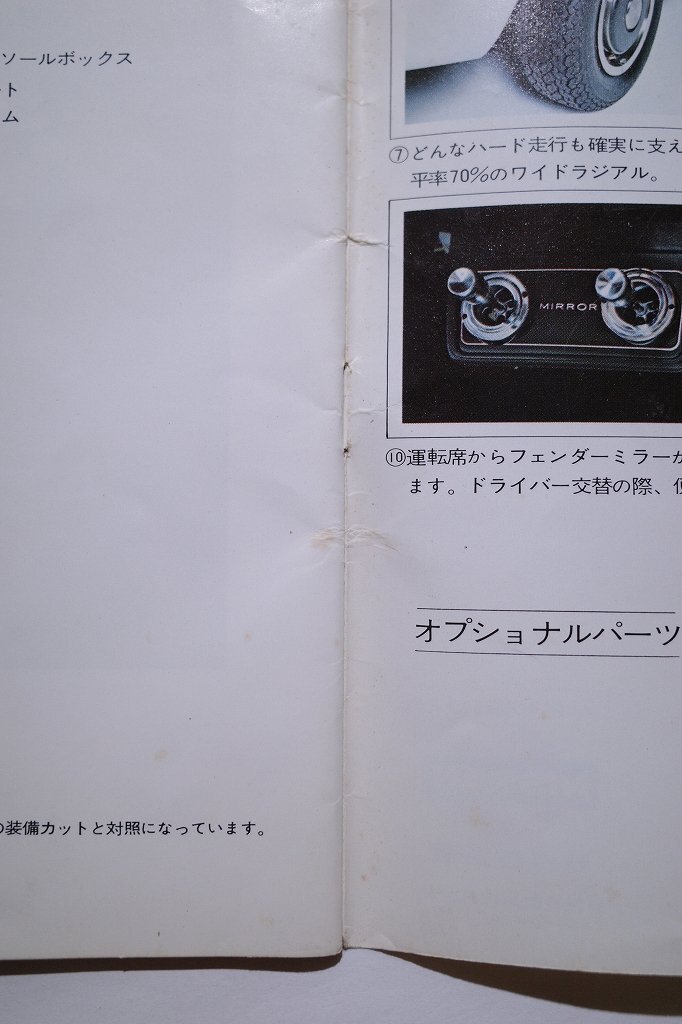 ソールボックス
ト
ム
の装備カットと対照になっています。
⑦どんなハード走行も確実に支え
平率70%のワイドラジアル。
MIRROR
⑩運転席からフェンダーミラーが
ます。ドライバー交替の際、便
オプショナルパーツ